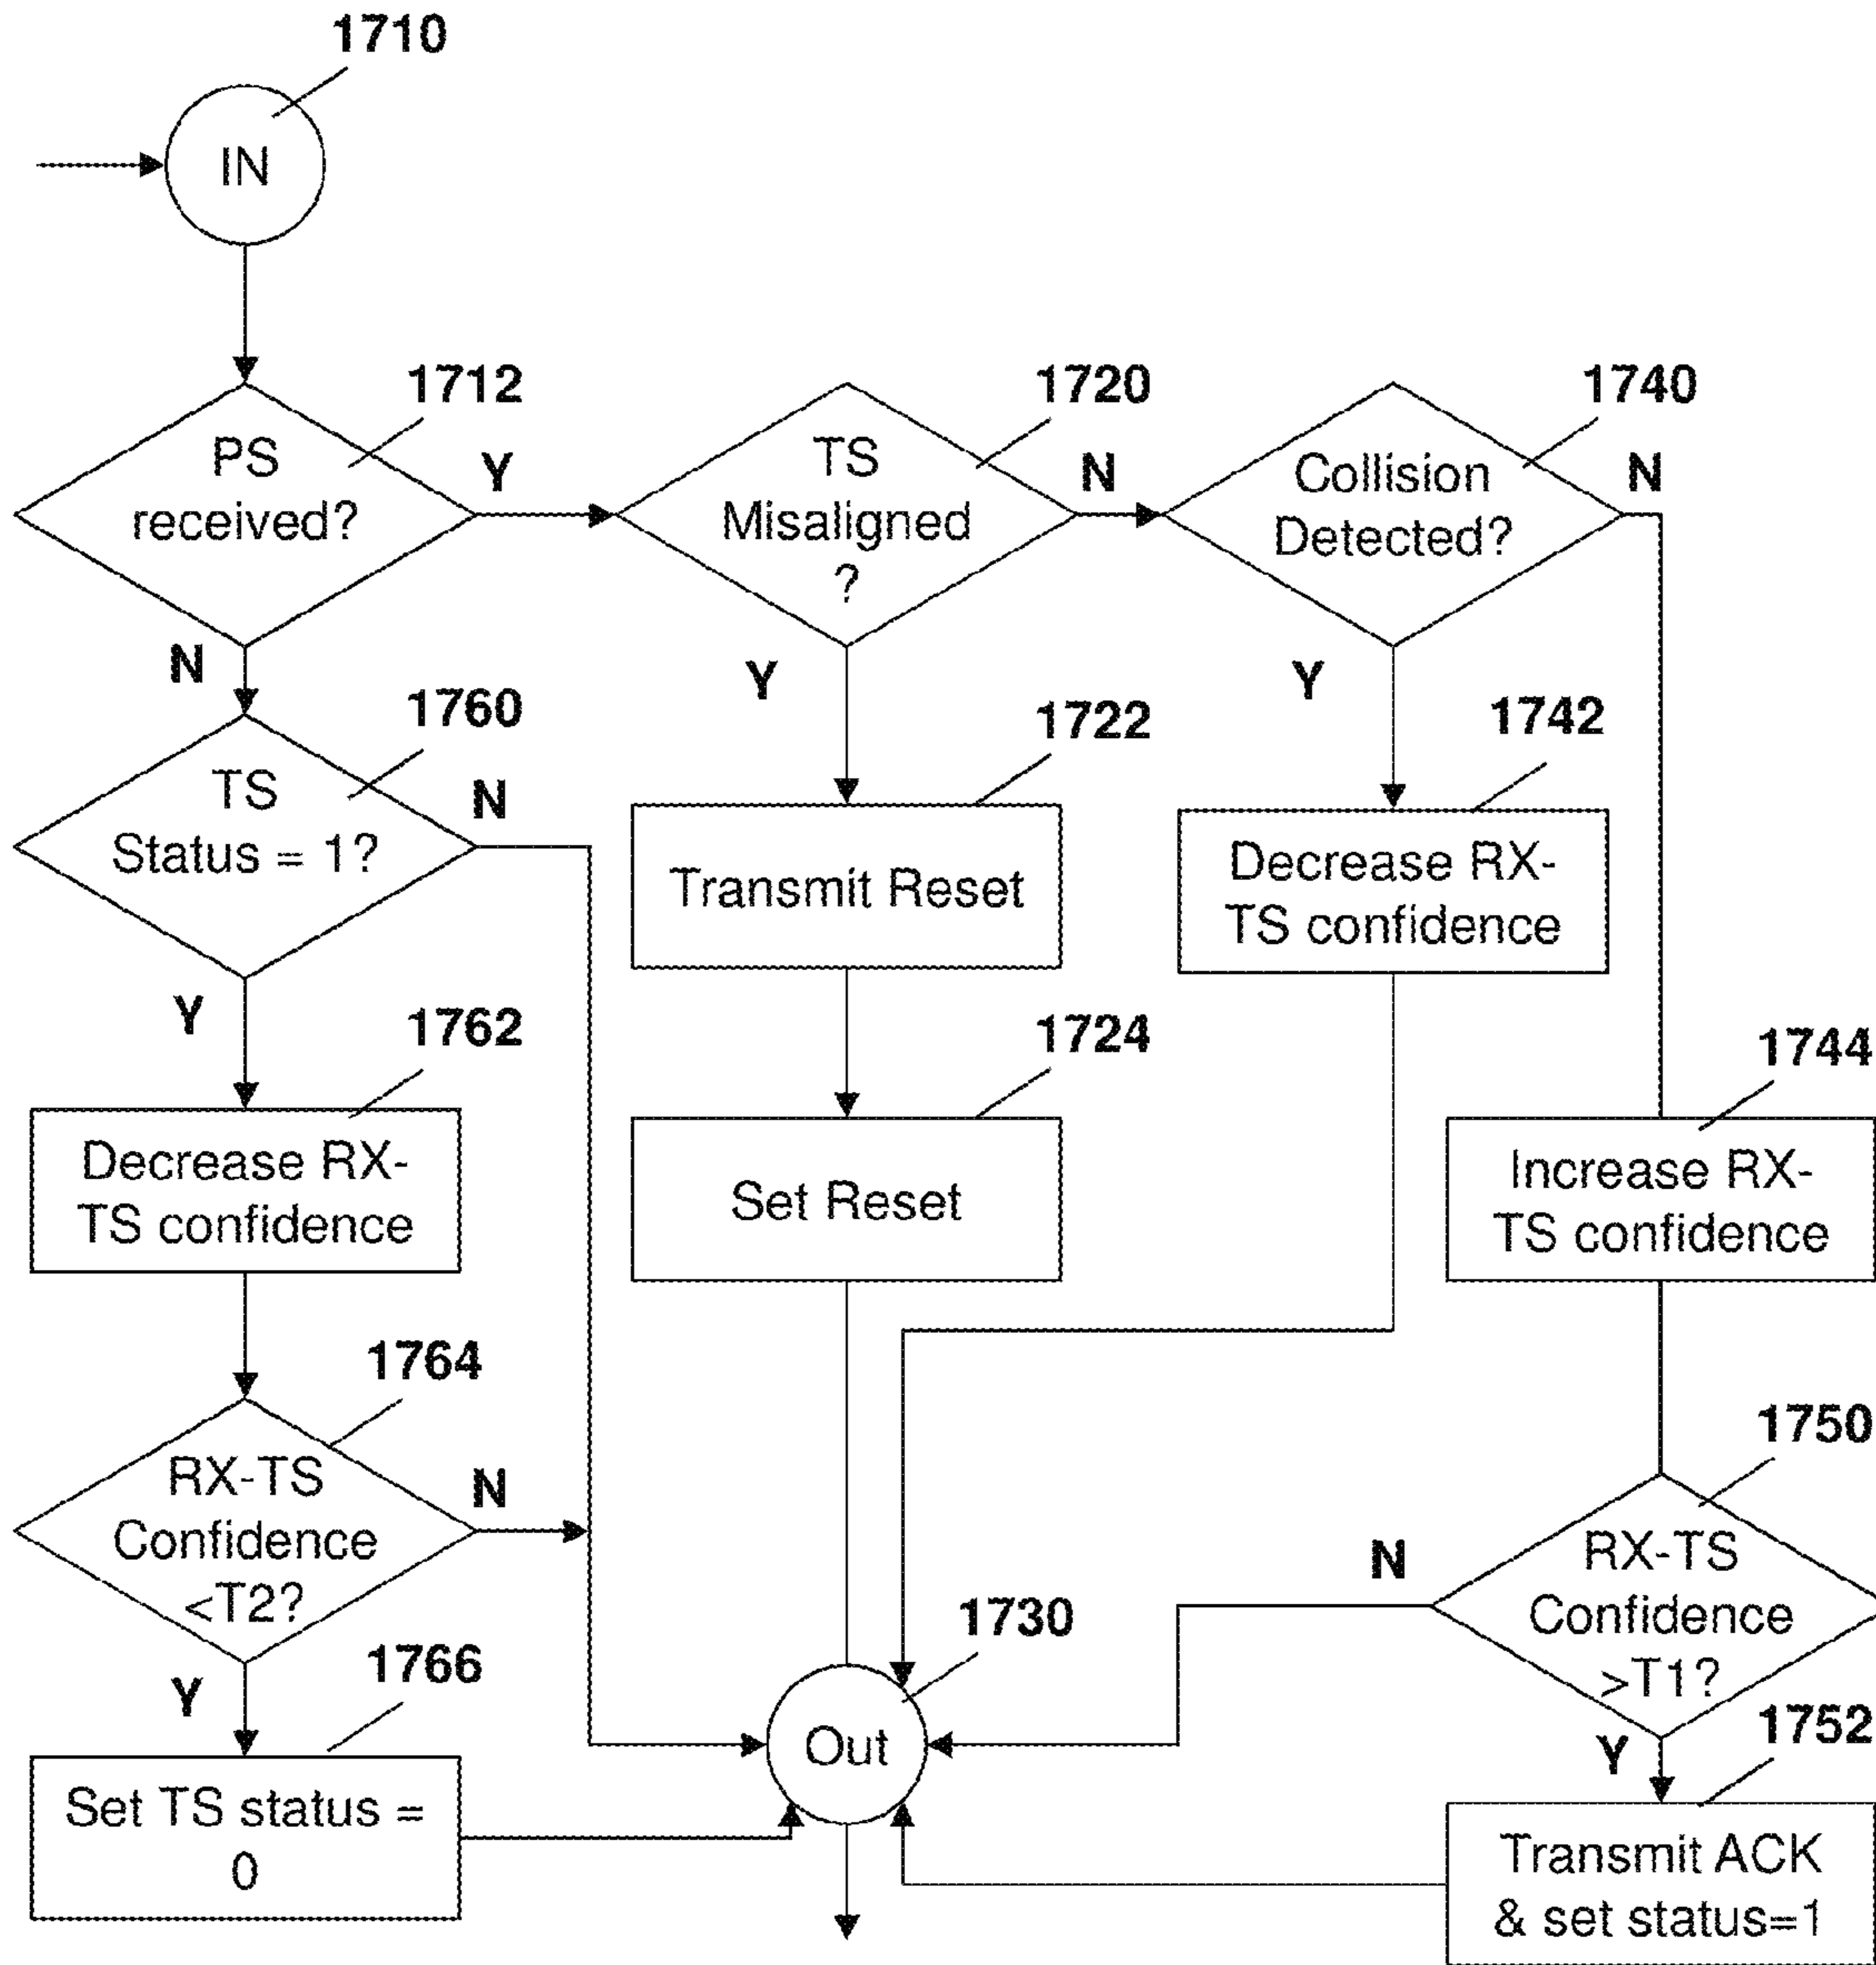 1710
IN
1712
1720
1740
PS
received?
Y
TS
Misaligned
?
N
Collision
Detected?
N
N
Y
Y
1760
1722
1742
TS
Status = 1?
N
Transmit Reset
Decrease RX-
TS confidence
Y
1762
1724
1744
Decrease RX-
TS confidence
Set Reset
Increase RX-
TS confidence
1764
1750
RX-TS
Confidence
<T2?
N
N
RX-TS
Confidence
>T1?
1730
Y
1766
1752
Y
Out
Set TS status =
0
Transmit ACK
& set status=1